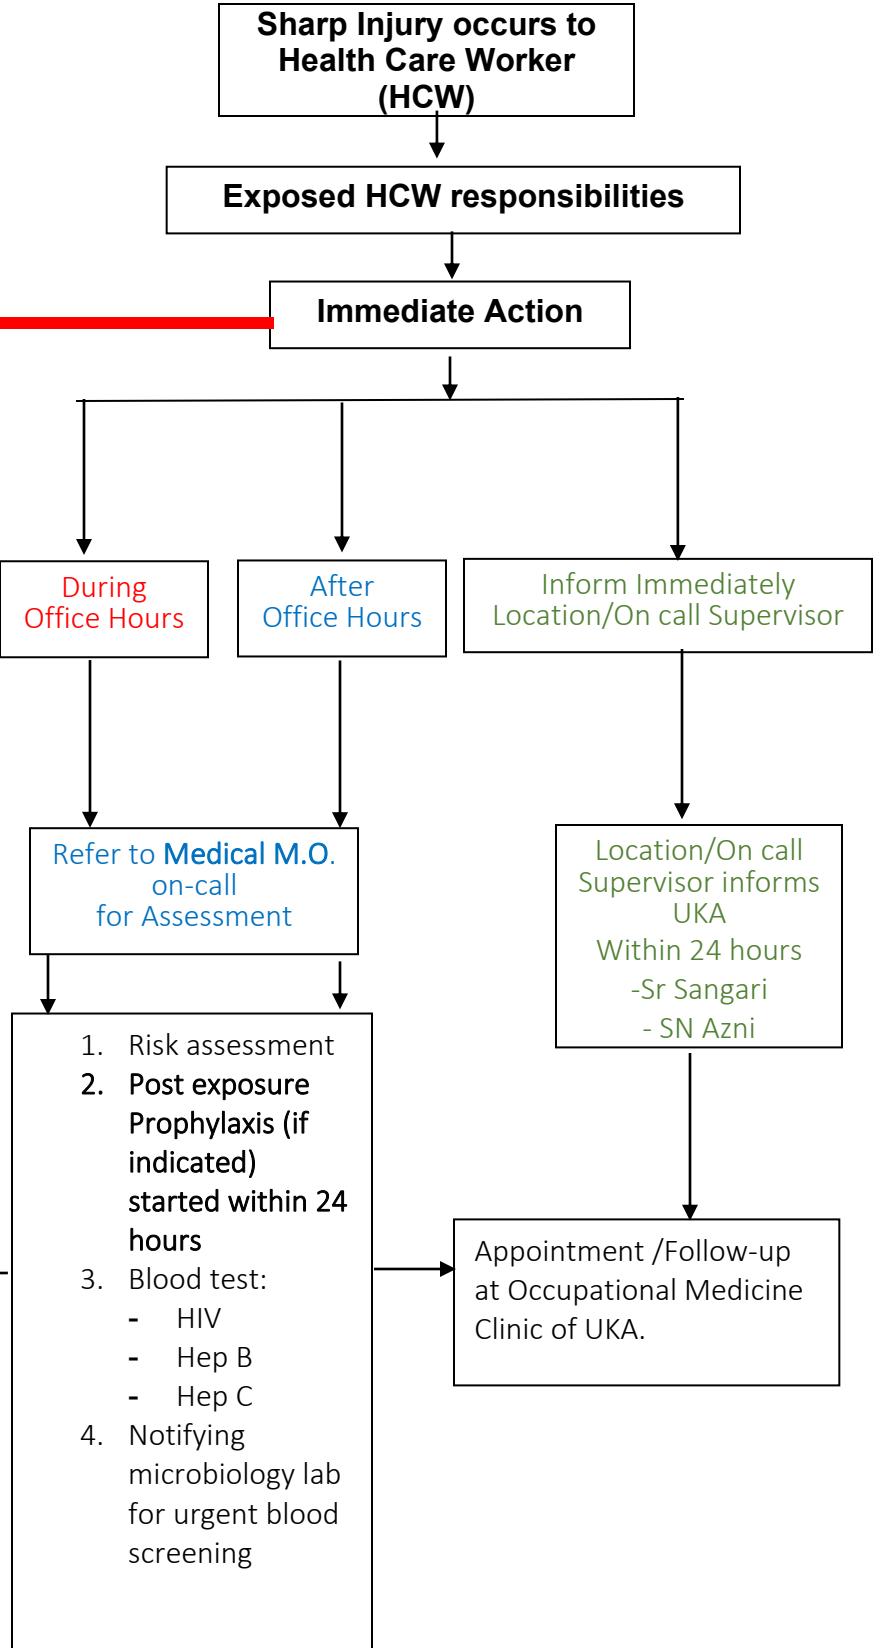 Sharp Injury occurs to
Health Care Worker
(HCW)
Exposed HCW responsibilities
Immediate Action
During
Office Hours
After
Office Hours
Inform Immediately
Location/On call Supervisor
Refer to Medical M.O.
on-call
for Assessment
Location/On call
Supervisor informs
UKA
Within 24 hours
-Sr Sangari
- SN Azni
1. Risk assessment
2. Post exposure
Prophylaxis (if
indicated)
started within 24
hours
3. Blood test:
- HIV
- Hep B
- Hep C
4. Notifying
microbiology lab
for urgent blood
screening
Appointment /Follow-up
at Occupational Medicine
Clinic of UKA.